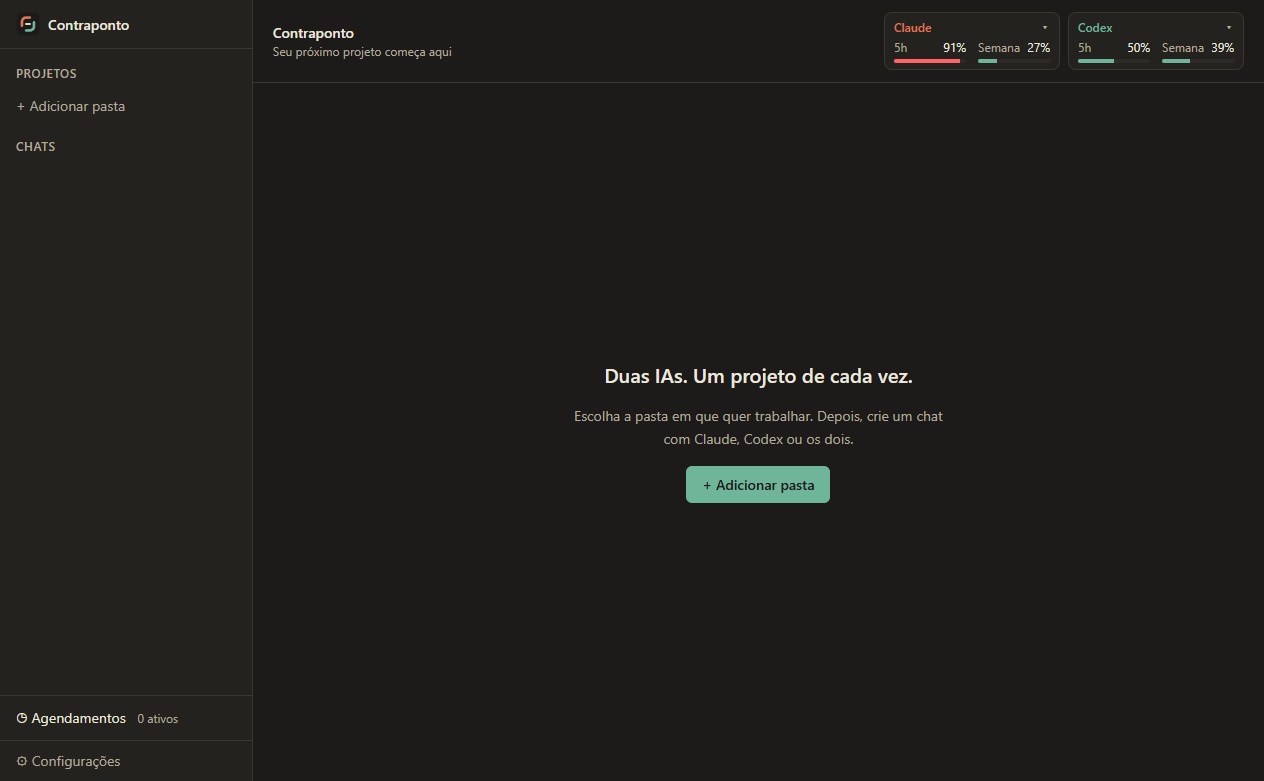 Contraponto
PROJETOS
+ Adicionar pasta
CHATS
◷ Agendamentos 0 ativos
⚙ Configurações
Contraponto
Seu próximo projeto começa aqui
Claude ▾
5h 91% Semana 27%
Codex ▾
5h 50% Semana 39%
Duas IAs. Um projeto de cada vez.
Escolha a pasta em que quer trabalhar. Depois, crie um chat
com Claude, Codex ou os dois.
+ Adicionar pasta